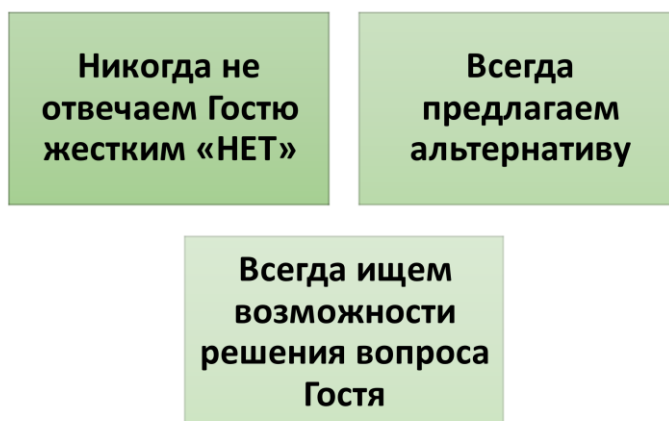 Никогда не
отвечаем Гостю
жестким «НЕТ»
Всегда
предлагаем
альтернативу
Всегда ищем
возможности
решения вопроса
Гостя